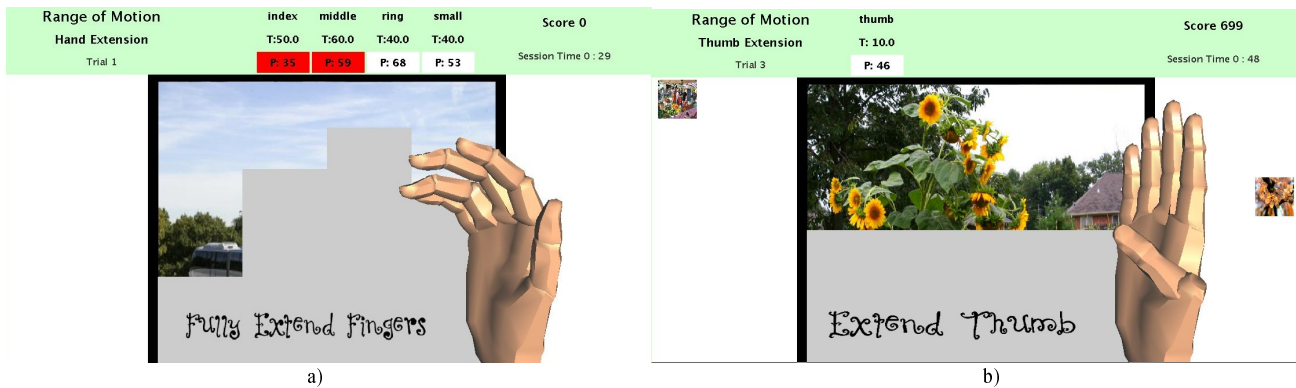 Range of Motion
Hand Extension
Trial 1
index middle ring small
T:50.0 T:60.0 T:40.0 T:40.0
P: 35 P: 59 P: 68 P: 53
Score 0
Session Time 0 : 29
Fully Extend Fingers
a)
Range of Motion
Thumb Extension
Trial 3
thumb
T: 10.0
P: 46
Score 699
Session Time 0 : 48
Extend Thumb
b)